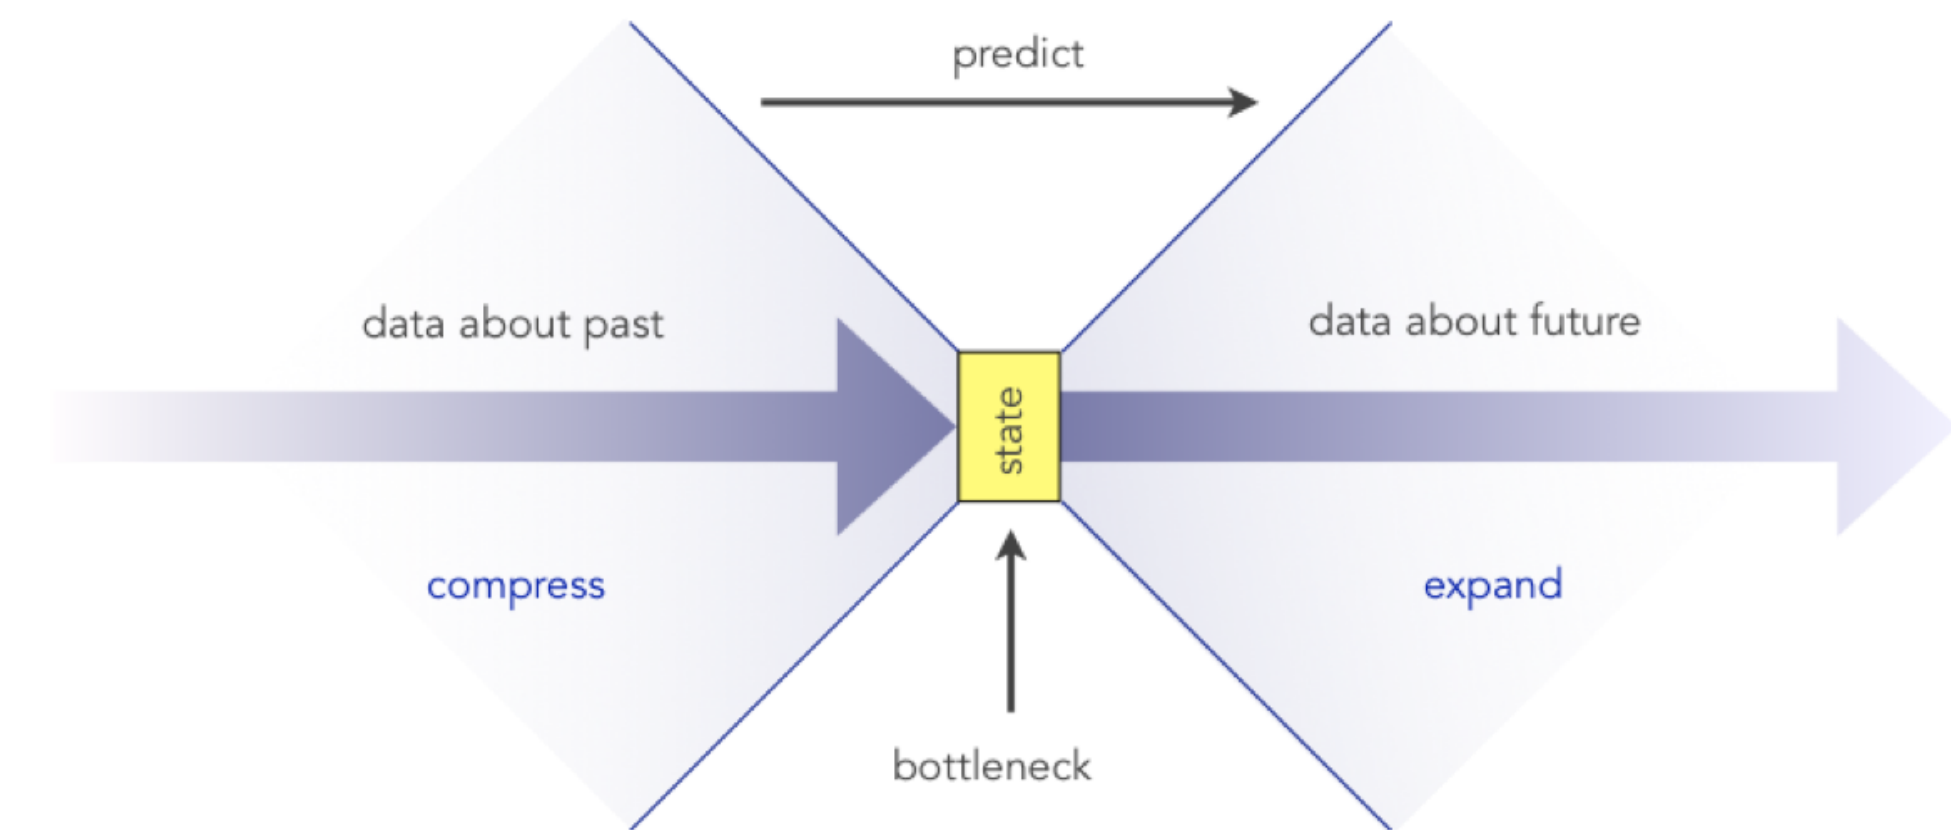 predict
data about past
data about future
state
compress
expand
bottleneck